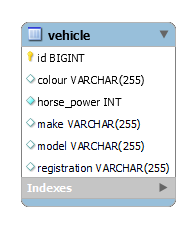 vehicle
id BIGINT
colour VARCHAR(255)
horse_power INT
make VARCHAR(255)
model VARCHAR(255)
registration VARCHAR(255)
Indexes